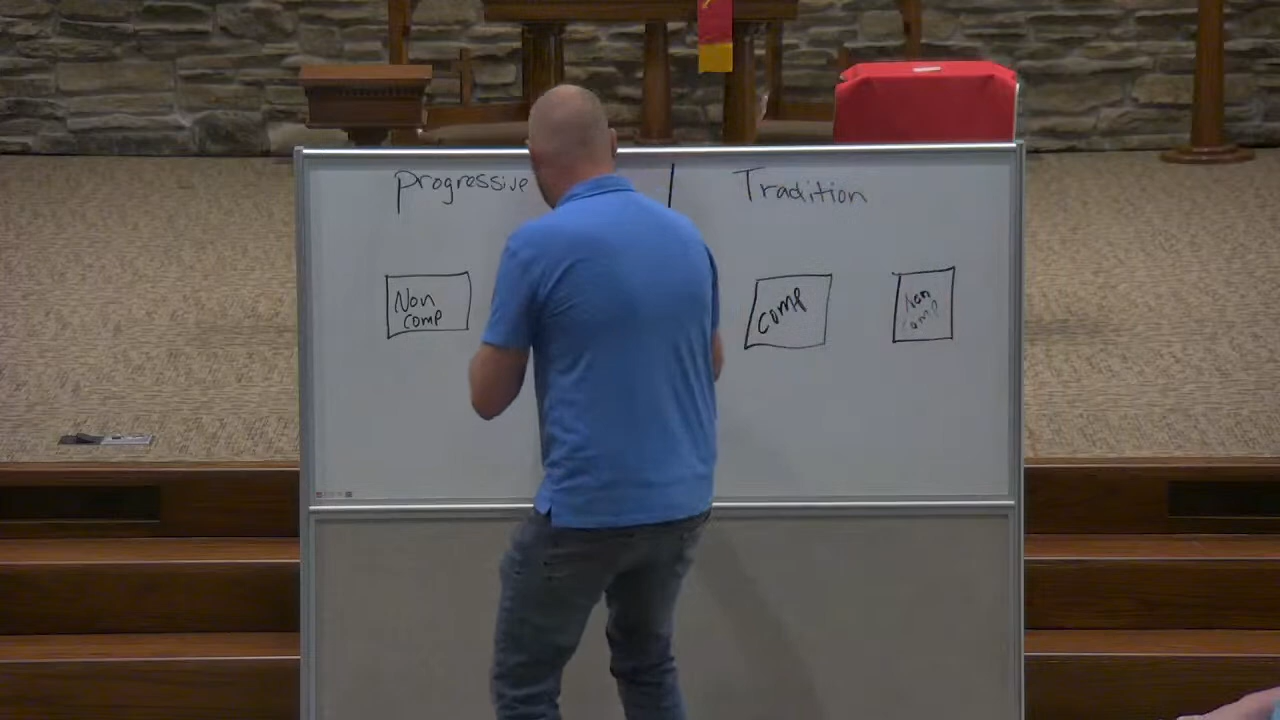 Progressive
Tradition
Non
comp
comp
Non
comp